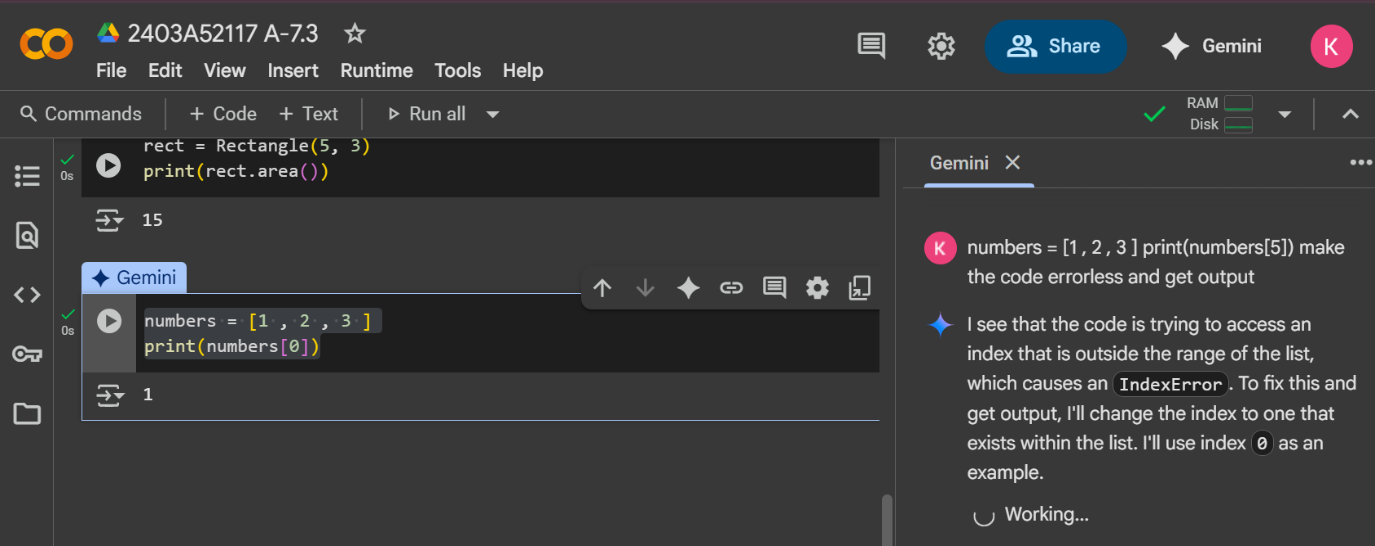 2403A52117 A-7.3
File Edit View Insert Runtime Tools Help
Share
Gemini
K
Commands + Code + Text Run all
RAM
Disk
rect = Rectangle(5, 3)
0s
print(rect.area())
15
Gemini
0s
numbers = [1 , 2 , 3 ]
print(numbers[0])
1
Gemini
K
numbers = [1 , 2 , 3 ] print(numbers[5]) make
the code errorless and get output
I see that the code is trying to access an
index that is outside the range of the list,
which causes an IndexError. To fix this and
get output, I'll change the index to one that
exists within the list. I'll use index 0 as an
example.
Working...